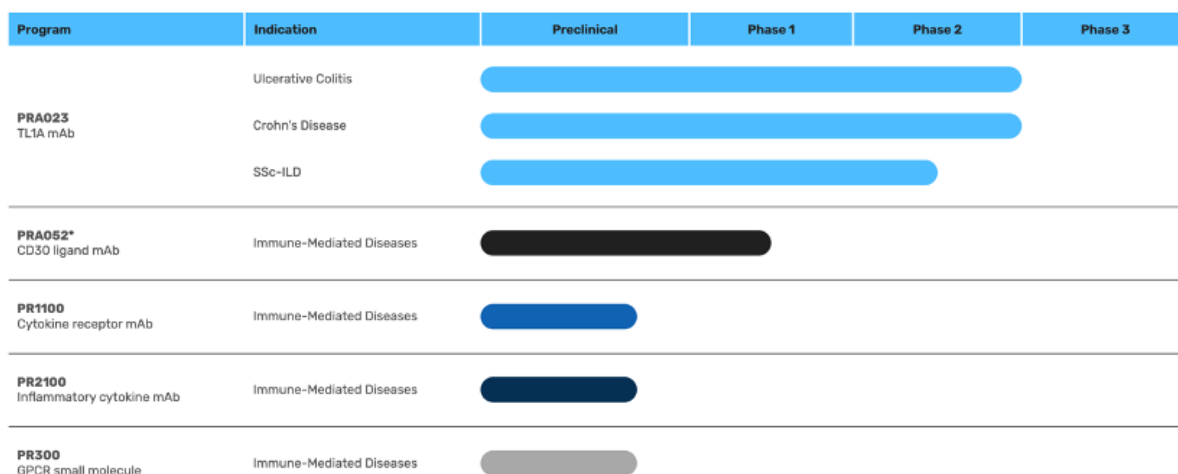 Program Indication Preclinical Phase 1 Phase 2 Phase 3
Ulcerative Colitis
PRA023
TL1A mAb
Crohn's Disease
SSc-ILD
PRA052*
CD30 ligand mAb
Immune-Mediated Diseases
PR1100
Cytokine receptor mAb
Immune-Mediated Diseases
PR2100
Inflammatory cytokine mAb
Immune-Mediated Diseases
PR300
GPCR small molecule
Immune-Mediated Diseases